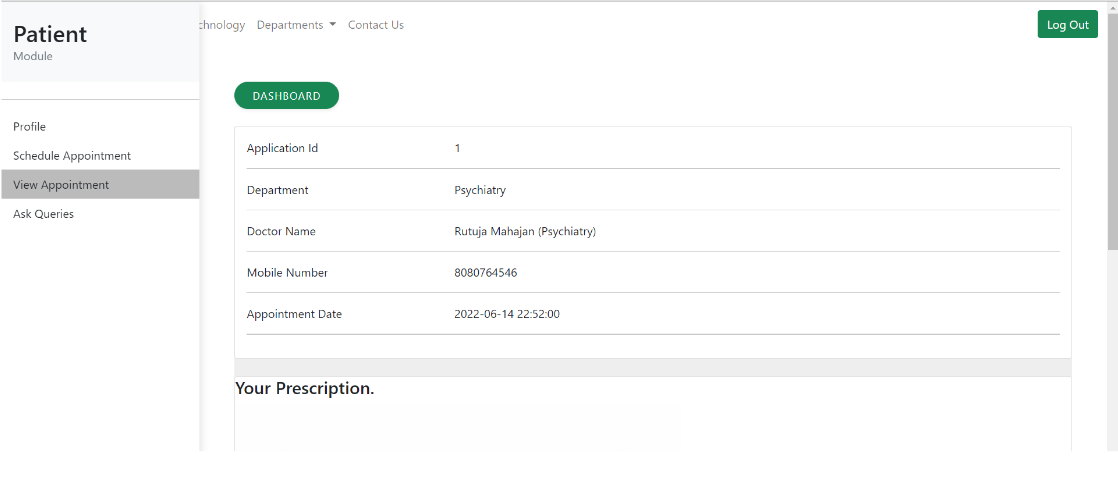 Patient
Module
Departments Contact Us
Log Out
Profile
Schedule Appointment
View Appointment
Ask Queries
DASHBOARD
Application Id 1
Department Psychiatry
Doctor Name Rutuja Mahajan (Psychiatry)
Mobile Number 8080764546
Appointment Date 2022-06-14 22:52:00
Your Prescription.